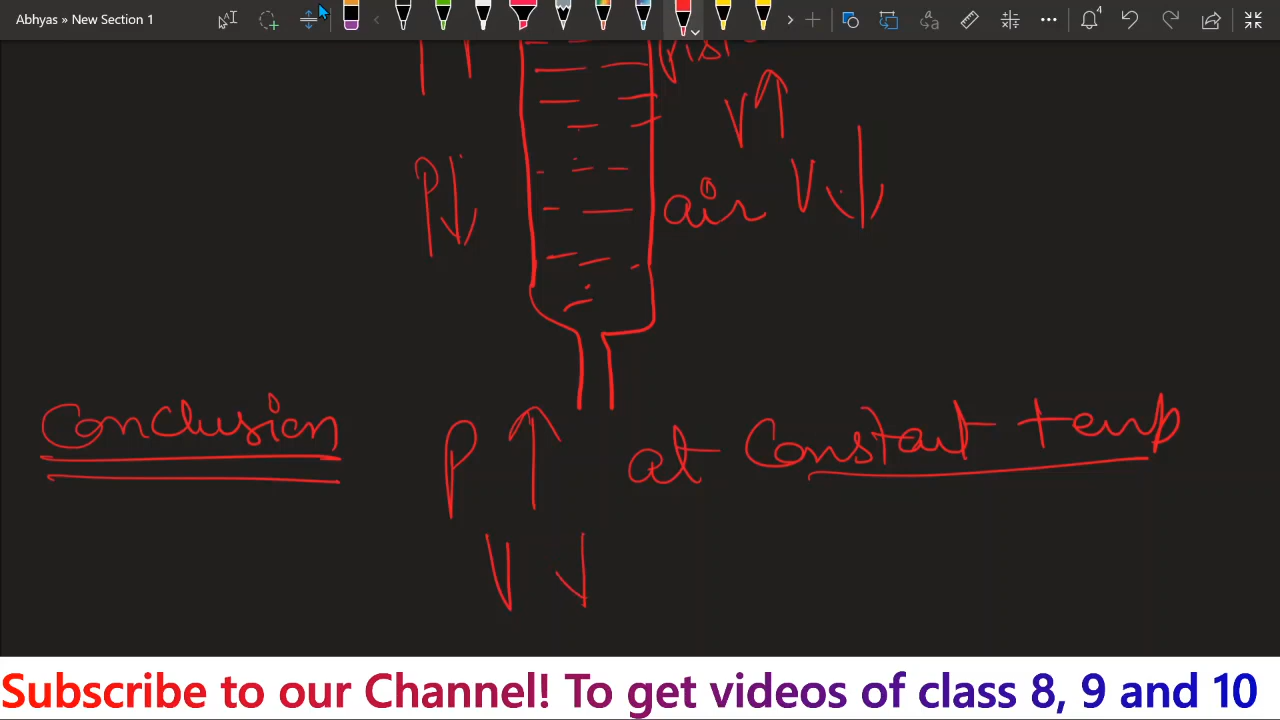 Abhyas » New Section 1
V↑
P↓
air V↓
Conclusion
P↑ at Constant temp
V↓
Subscribe to our Channel! To get videos of class 8, 9 and 10